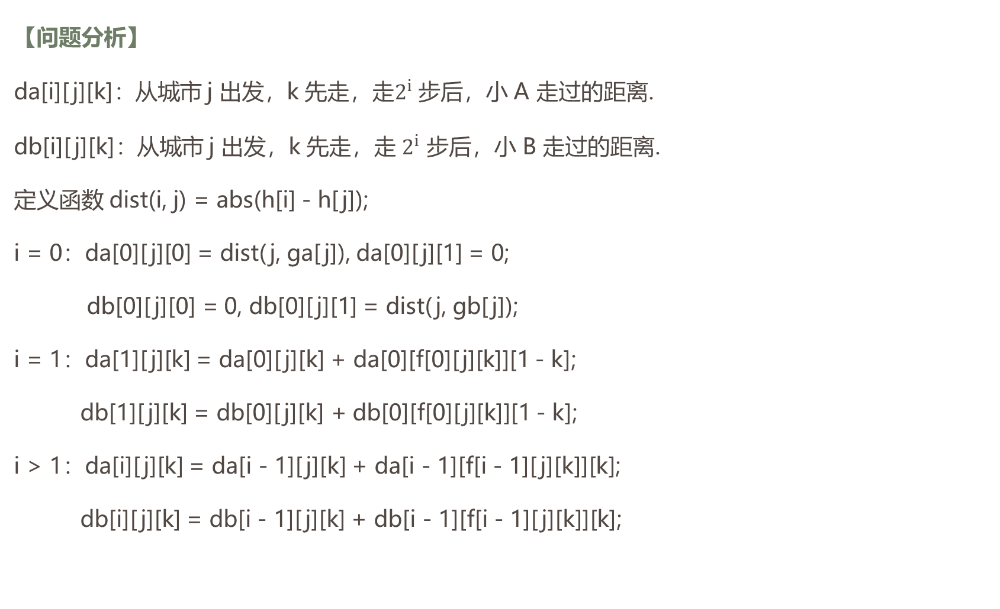 【问题分析】
da[i][j][k]：从城市 j 出发，k 先走，走2ⁱ 步后，小 A 走过的距离.
db[i][j][k]：从城市 j 出发，k 先走，走 2ⁱ 步后，小 B 走过的距离.
定义函数 dist(i, j) = abs(h[i] - h[j]);
i = 0：da[0][j][0] = dist(j, ga[j]), da[0][j][1] = 0;
db[0][j][0] = 0, db[0][j][1] = dist(j, gb[j]);
i = 1：da[1][j][k] = da[0][j][k] + da[0][f[0][j][k]][1 - k];
db[1][j][k] = db[0][j][k] + db[0][f[0][j][k]][1 - k];
i > 1：da[i][j][k] = da[i - 1][j][k] + da[i - 1][f[i - 1][j][k]][k];
db[i][j][k] = db[i - 1][j][k] + db[i - 1][f[i - 1][j][k]][k];